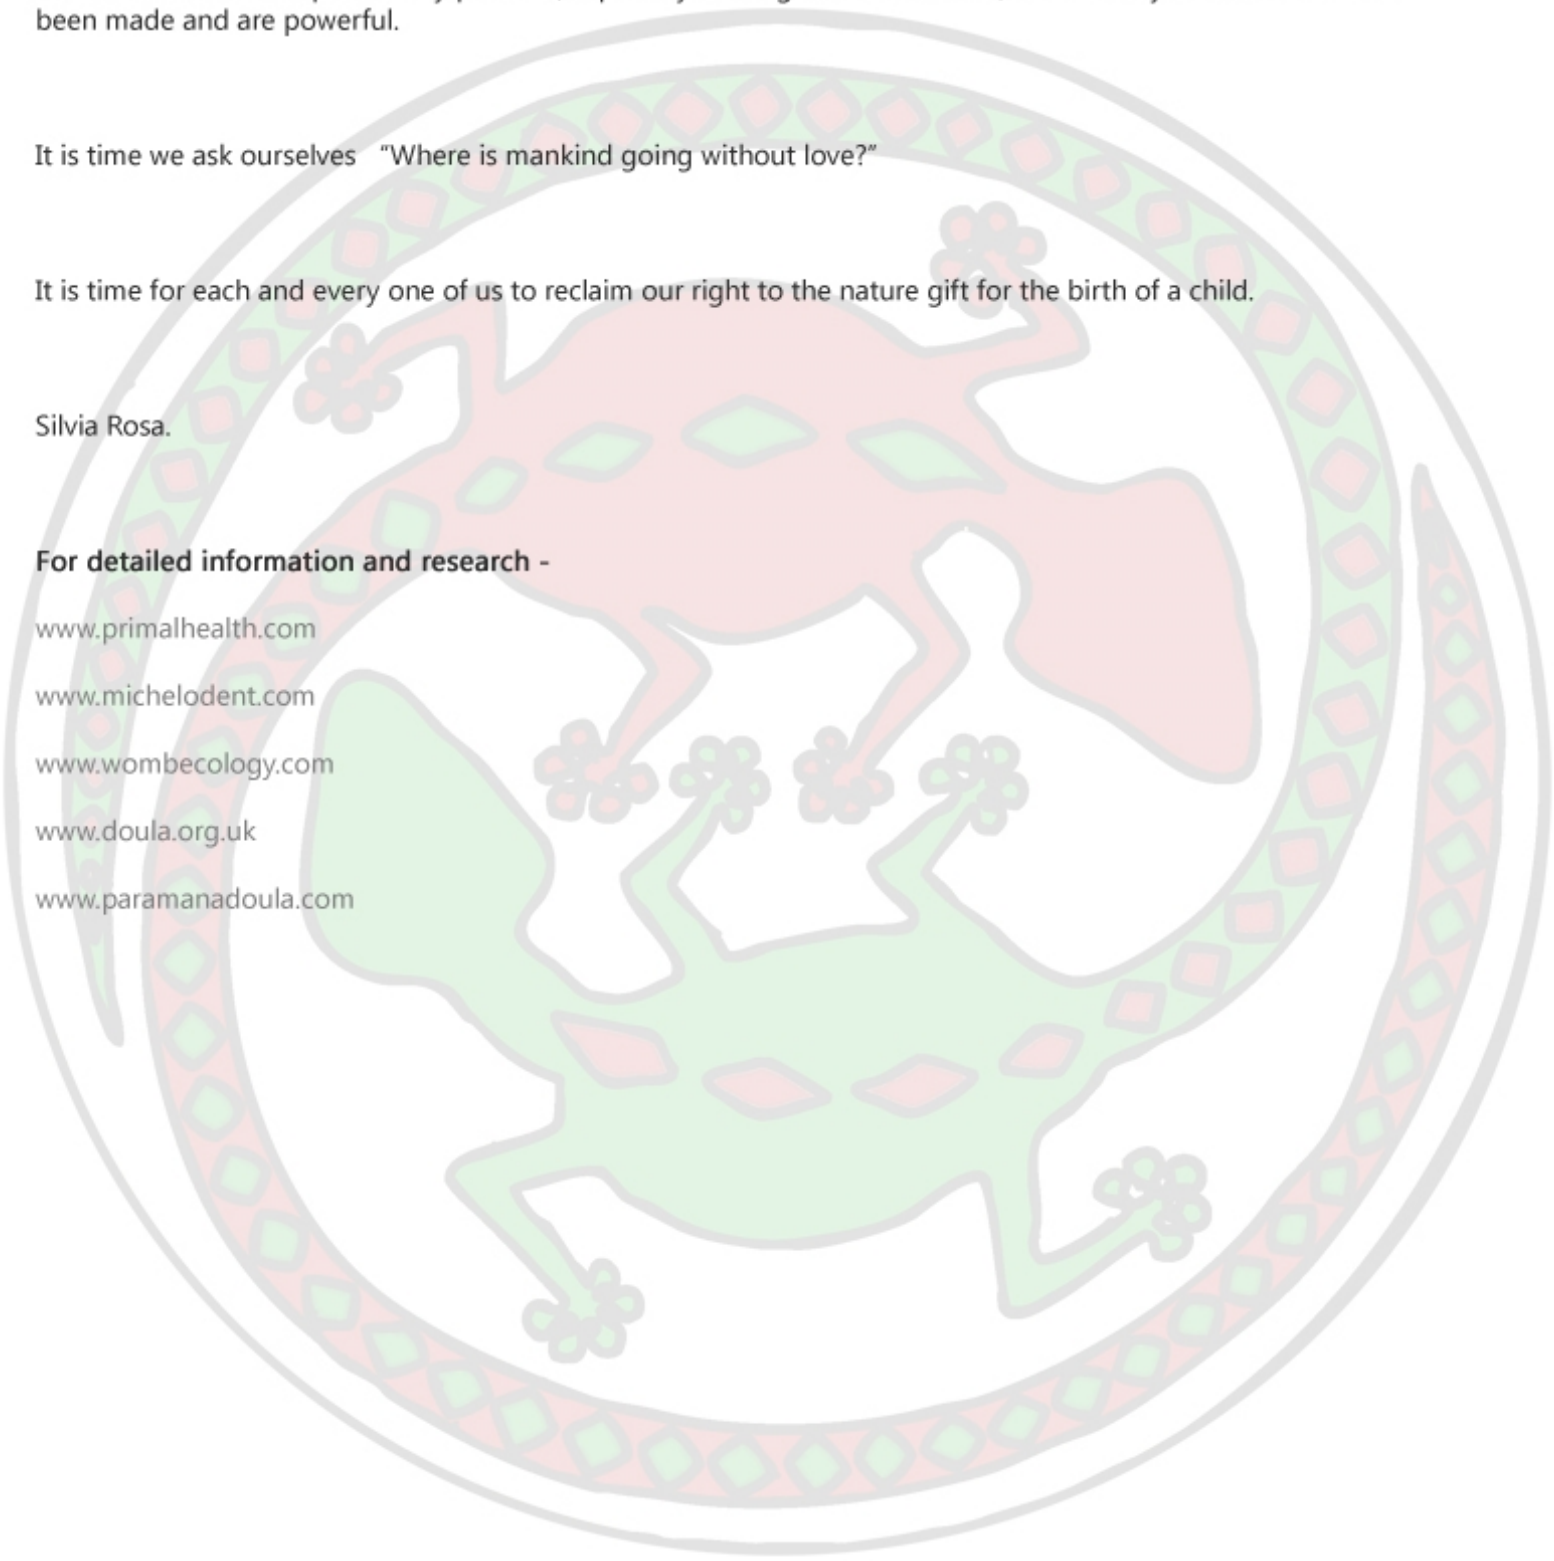 been made and are powerful.
It is time we ask ourselves “Where is mankind going without love?”
It is time for each and every one of us to reclaim our right to the nature gift for the birth of a child.
Silvia Rosa.
For detailed information and research -
www.primalhealth.com
www.michelodent.com
www.wombecology.com
www.doula.org.uk
www.paramanadoula.com